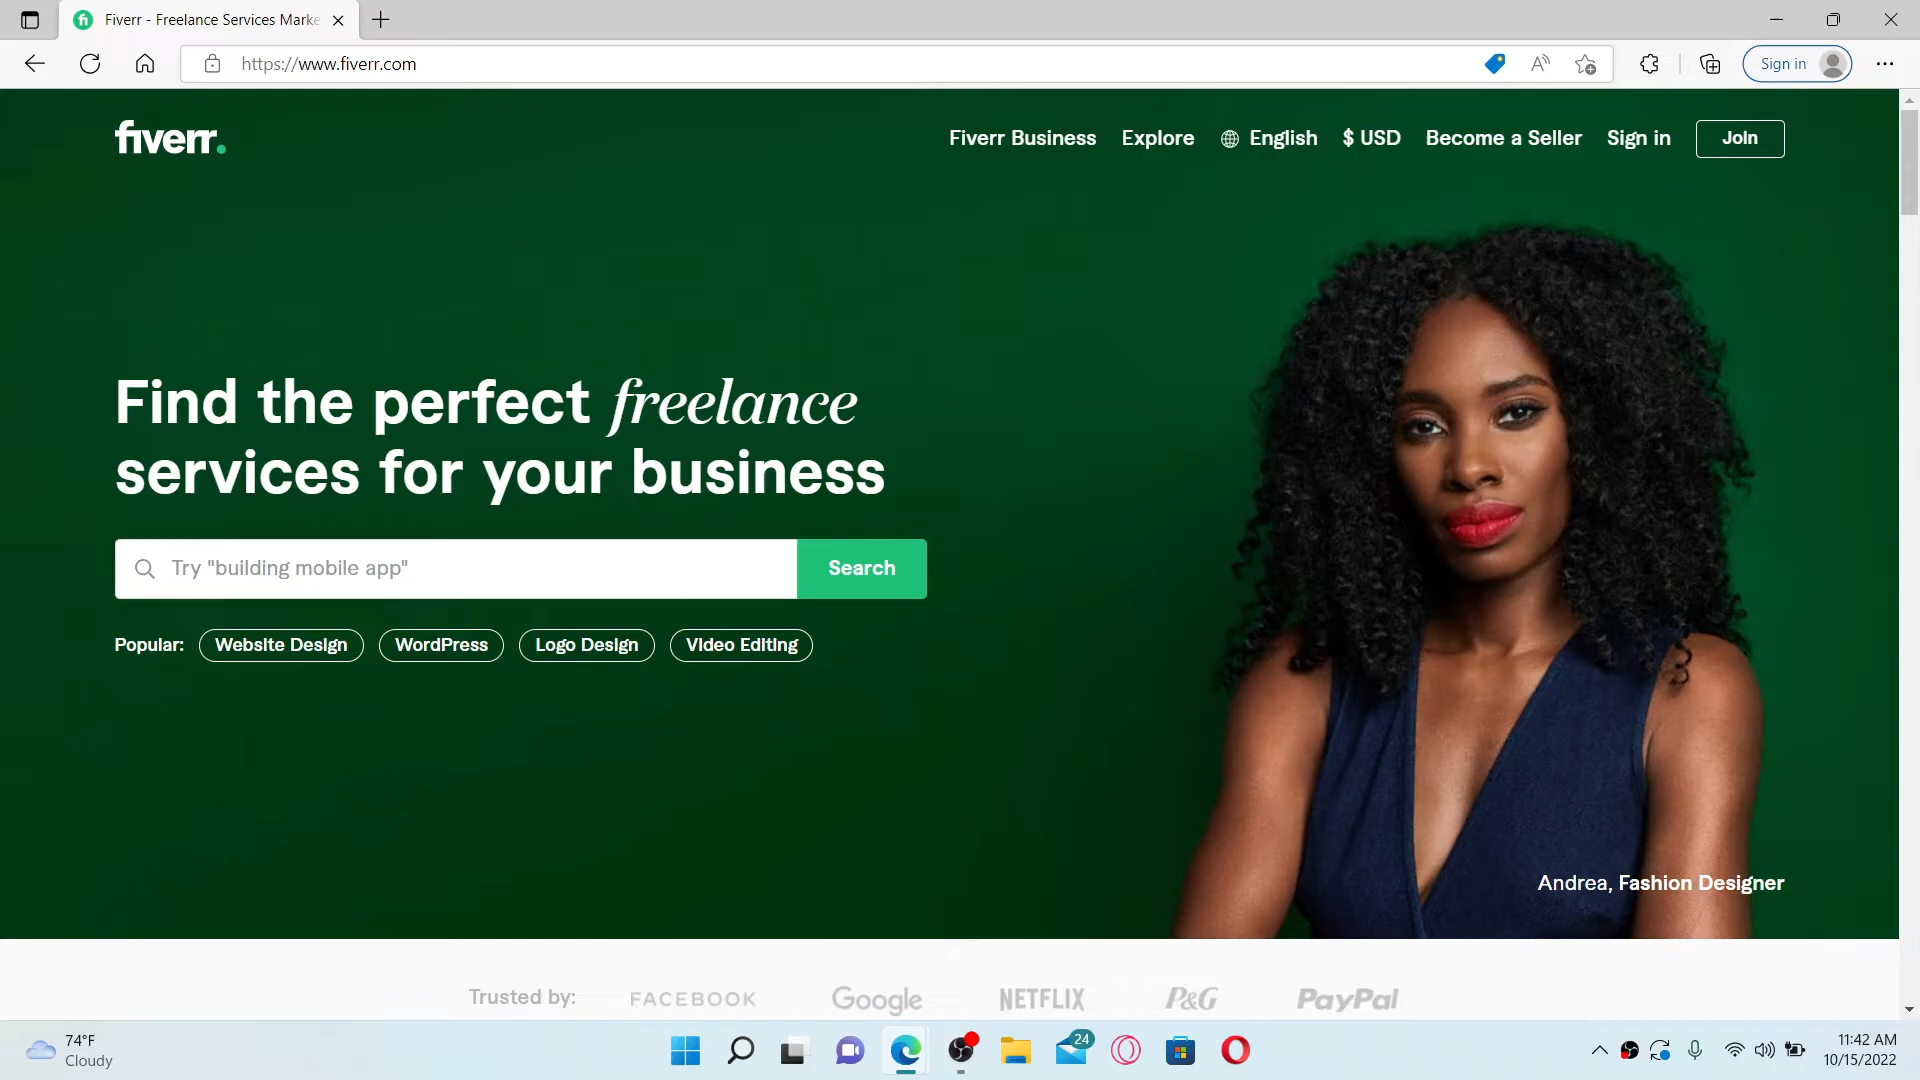 Fiverr - Freelance Services Marke
https://www.fiverr.com
Sign in
fiverr.
Fiverr Business Explore English $ USD Become a Seller Sign in Join
Find the perfect freelance
services for your business
Try "building mobile app"
Search
Popular: Website Design WordPress Logo Design Video Editing
Andrea, Fashion Designer
Trusted by: FACEBOOK Google NETFLIX P&G PayPal
74°F
Cloudy
24
11:42 AM
10/15/2022